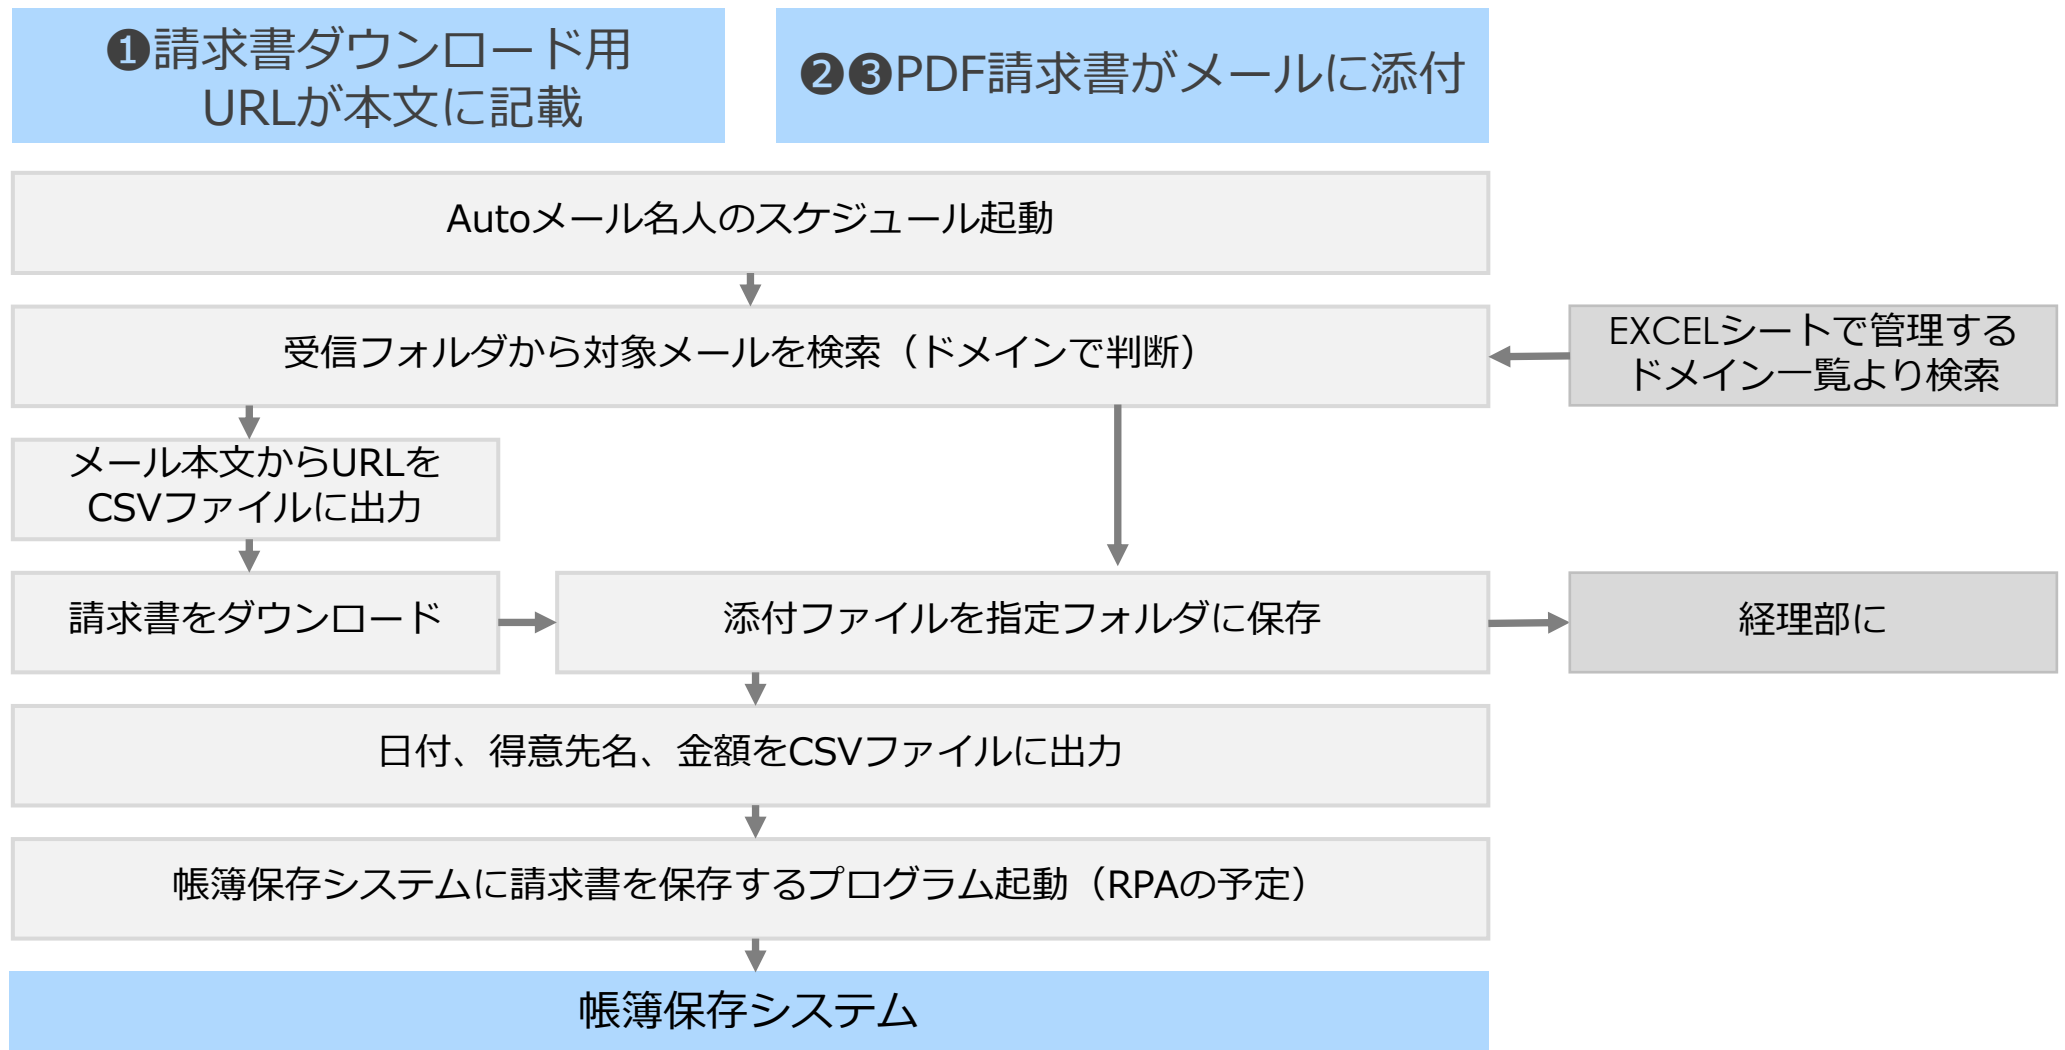 ❶請求書ダウンロード用
URLが本文に記載
❷❸PDF請求書がメールに添付
Autoメール名人のスケジュール起動
受信フォルダから対象メールを検索（ドメインで判断）
EXCELシートで管理する
ドメイン一覧より検索
メール本文からURLを
CSVファイルに出力
請求書をダウンロード
添付ファイルを指定フォルダに保存
経理部に
日付、得意先名、金額をCSVファイルに出力
帳簿保存システムに請求書を保存するプログラム起動（RPAの予定）
帳簿保存システム